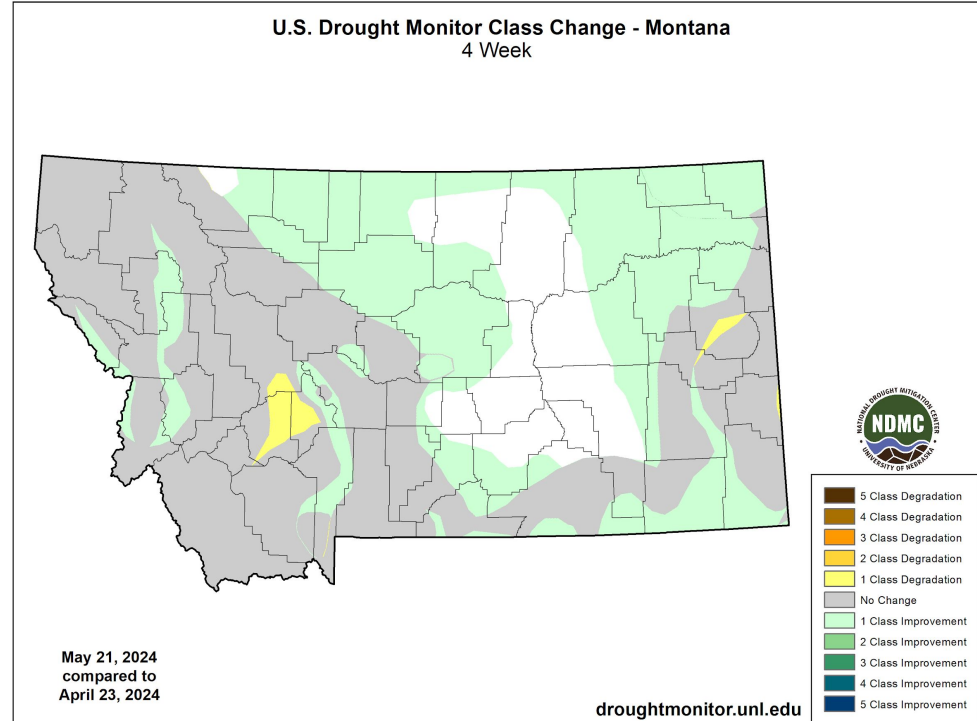 U.S. Drought Monitor Class Change - Montana
4 Week
NATIONAL DROUGHT MITIGATION CENTER
NDMC
UNIVERSITY OF NEBRASKA
5 Class Degradation
4 Class Degradation
3 Class Degradation
2 Class Degradation
1 Class Degradation
No Change
1 Class Improvement
2 Class Improvement
3 Class Improvement
4 Class Improvement
5 Class Improvement
May 21, 2024
compared to
April 23, 2024
droughtmonitor.unl.edu